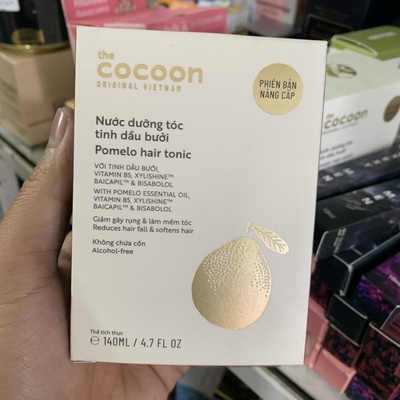 the
cocoon
ORIGINAL VIETNAM
PHIÊN BẢN
NÂNG CẤP
Nước dưỡng tóc
tinh dầu bưởi
Pomelo hair tonic
VỚI TINH DẦU BƯỞI,
VITAMIN B5, XYLISHINE™
BAICAPIL™ & BISABOLOL
WITH POMELO ESSENTIAL OIL,
VITAMIN B5, XYLISHINE™
BAICAPIL™ & BISABOLOL
Giảm gãy rụng & làm mềm tóc
Reduces hair fall & softens hair
Không chứa cồn
Alcohol-free
Thể tích thực
℮ 140ML / 4.7 FL OZ
the
cocoon